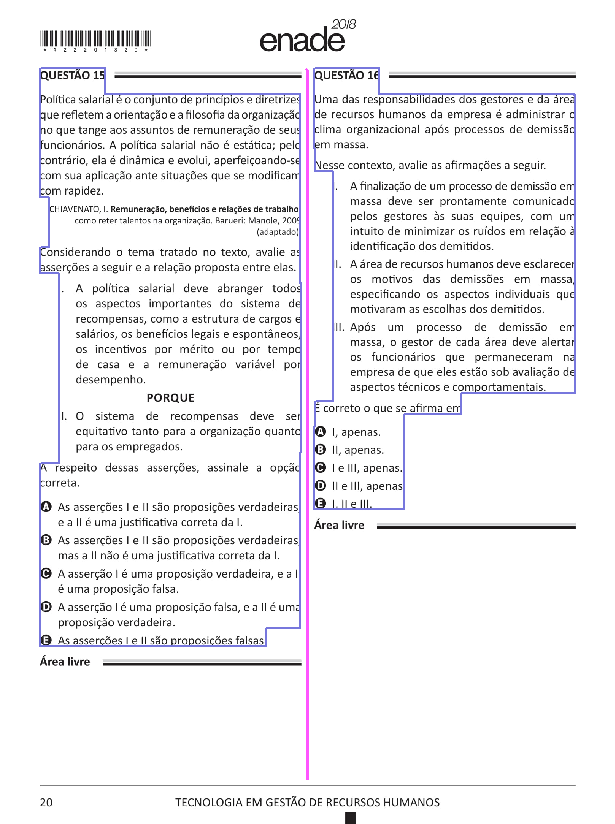 enade 2018
QUESTÃO 15
Política salarial é o conjunto de princípios e diretrizes
que refletem a orientação e a filosofia da organização
no que tange aos assuntos de remuneração de seus
funcionários. A política salarial não é estática; pelo
contrário, ela é dinâmica e evolui, aperfeiçoando-se
com sua aplicação ante situações que se modificam
com rapidez.
CHIAVENATO, I. Remuneração, benefícios e relações de trabalho:
como reter talentos na organização. Barueri: Manole, 2009
(adaptado).
Considerando o tema tratado no texto, avalie as
asserções a seguir e a relação proposta entre elas.
I. A política salarial deve abranger todos
os aspectos importantes do sistema de
recompensas, como a estrutura de cargos e
salários, os benefícios legais e espontâneos,
os incentivos por mérito ou por tempo
de casa e a remuneração variável por
desempenho.
PORQUE
II. O sistema de recompensas deve ser
equitativo tanto para a organização quanto
para os empregados.
A respeito dessas asserções, assinale a opção
correta.
A As asserções I e II são proposições verdadeiras,
e a II é uma justificativa correta da I.
B As asserções I e II são proposições verdadeiras,
mas a II não é uma justificativa correta da I.
C A asserção I é uma proposição verdadeira, e a II
é uma proposição falsa.
D A asserção I é uma proposição falsa, e a II é uma
proposição verdadeira.
E As asserções I e II são proposições falsas.
Área livre
QUESTÃO 16
Uma das responsabilidades dos gestores e da área
de recursos humanos da empresa é administrar o
clima organizacional após processos de demissão
em massa.
Nesse contexto, avalie as afirmações a seguir.
I. A finalização de um processo de demissão em
massa deve ser prontamente comunicado
pelos gestores às suas equipes, com um
intuito de minimizar os ruídos em relação à
identificação dos demitidos.
II. A área de recursos humanos deve esclarecer
os motivos das demissões em massa,
especificando os aspectos individuais que
motivaram as escolhas dos demitidos.
III. Após um processo de demissão em
massa, o gestor de cada área deve alertar
os funcionários que permaneceram na
empresa de que eles estão sob avaliação de
aspectos técnicos e comportamentais.
É correto o que se afirma em
A I, apenas.
B II, apenas.
C I e III, apenas.
D II e III, apenas.
E I, II e III.
Área livre
20
TECNOLOGIA EM GESTÃO DE RECURSOS HUMANOS